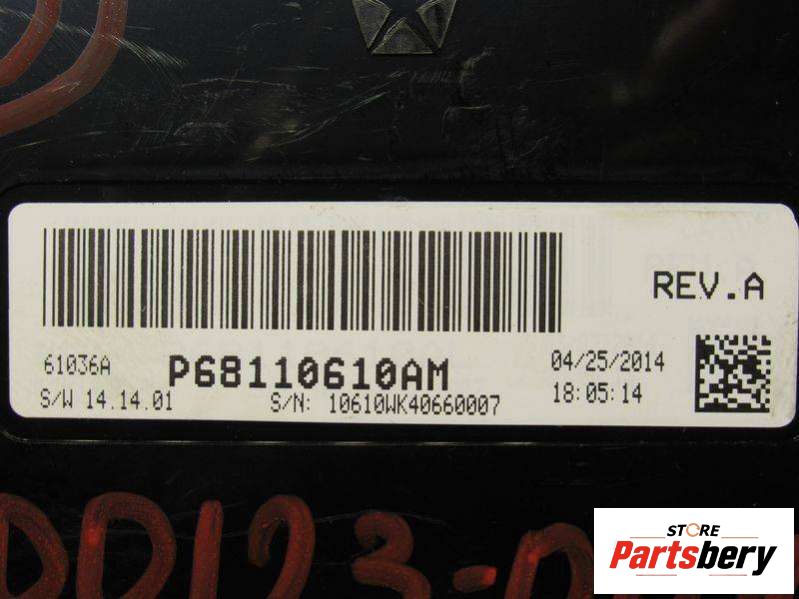 REV.A
61036A P68110610AM 04/25/2014
S/W 14.14.01 S/N: 10610WK40660007 18:05:14
STORE
Partsbery